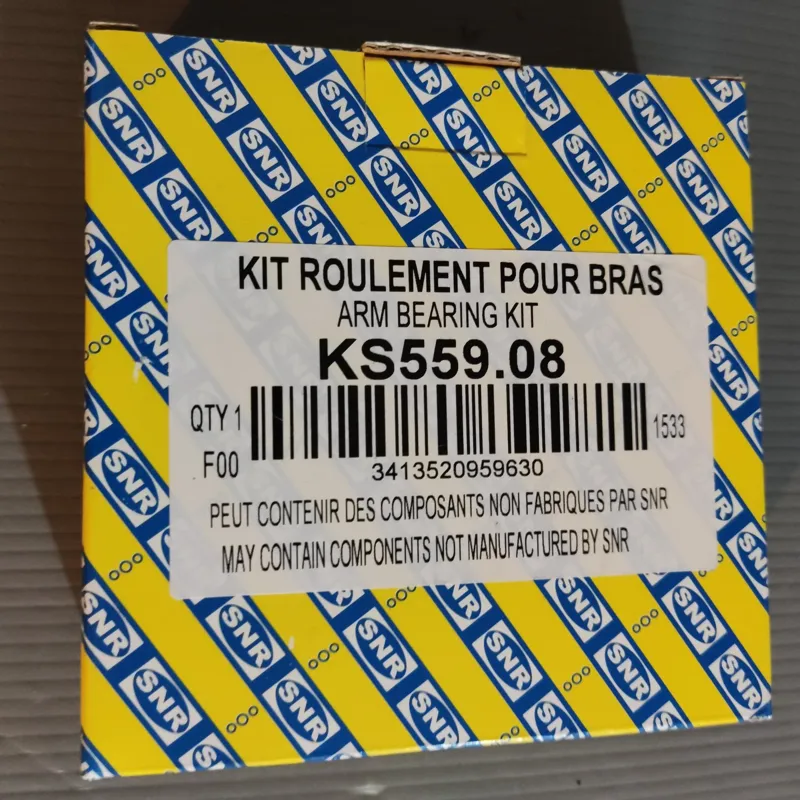 KIT ROULEMENT POUR BRAS
ARM BEARING KIT
KS559.08
QTY 1
1533
F00
3413520959630
PEUT CONTENIR DES COMPOSANTS NON FABRIQUES PAR SNR
MAY CONTAIN COMPONENTS NOT MANUFACTURED BY SNR
SNR